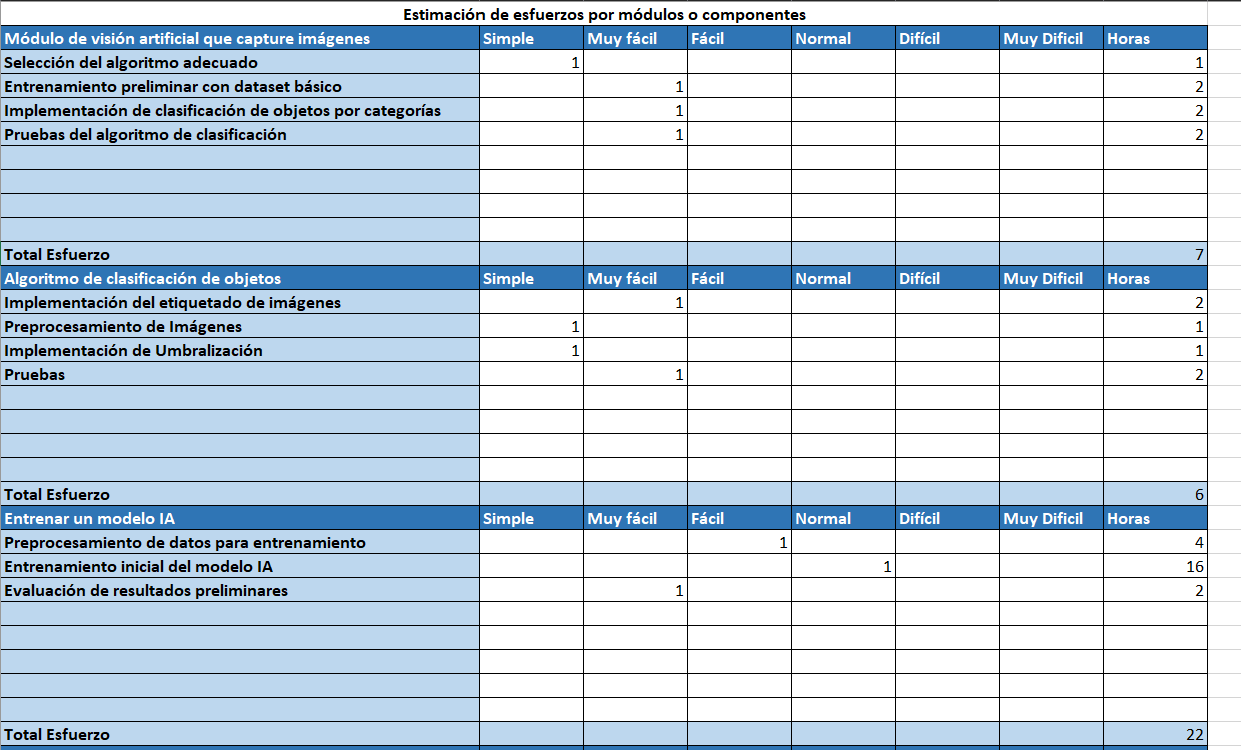 Estimación de esfuerzos por módulos o componentes
Módulo de visión artificial que capture imágenes Simple Muy fácil Fácil Normal Difícil Muy Dificil Horas
Selección del algoritmo adecuado 1 1
Entrenamiento preliminar con dataset básico 1 2
Implementación de clasificación de objetos por categorías 1 2
Pruebas del algoritmo de clasificación 1 2
Total Esfuerzo 7
Algoritmo de clasificación de objetos Simple Muy fácil Fácil Normal Difícil Muy Dificil Horas
Implementación del etiquetado de imágenes 1 2
Preprocesamiento de Imágenes 1 1
Implementación de Umbralización 1 1
Pruebas 1 2
Total Esfuerzo 6
Entrenar un modelo IA Simple Muy fácil Fácil Normal Difícil Muy Dificil Horas
Preprocesamiento de datos para entrenamiento 1 4
Entrenamiento inicial del modelo IA 1 16
Evaluación de resultados preliminares 1 2
Total Esfuerzo 22